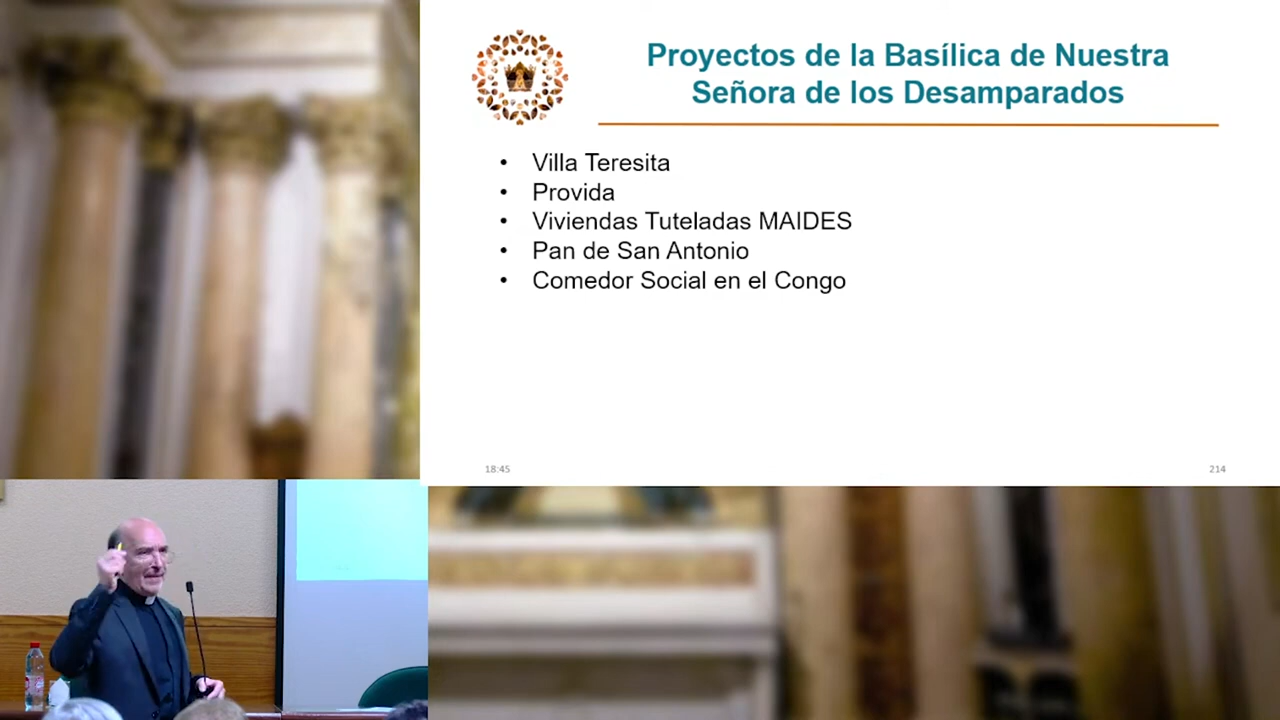 Proyectos de la Basílica de Nuestra
Señora de los Desamparados
• Villa Teresita
• Provida
• Viviendas Tuteladas MAIDES
• Pan de San Antonio
• Comedor Social en el Congo
18:45
214